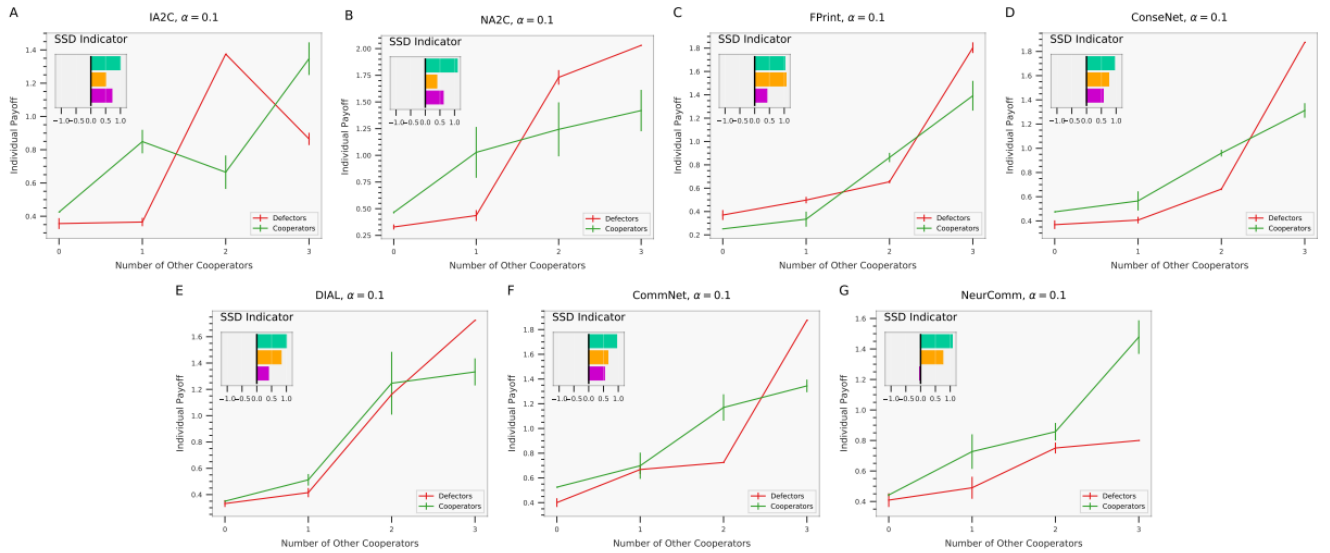 A
IA2C, α = 0.1
SSD Indicator
1.4
1.2
1.0
0.8
0.6
0.4
Individual Payoff
−1.0−0.50.0 0.5 1.0
Defectors
Cooperators
0 1 2 3
Number of Other Cooperators
B
NA2C, α = 0.1
SSD Indicator
2.00
1.75
1.50
1.25
1.00
0.75
0.50
0.25
Individual Payoff
−1.0−0.50.0 0.5 1.0
Defectors
Cooperators
0 1 2 3
Number of Other Cooperators
C
FPrint, α = 0.1
SSD Indicator
1.8
1.6
1.4
1.2
1.0
0.8
0.6
0.4
0.2
Individual Payoff
−1.0−0.50.0 0.5 1.0
Defectors
Cooperators
0 1 2 3
Number of Other Cooperators
D
ConseNet, α = 0.1
SSD Indicator
1.8
1.6
1.4
1.2
1.0
0.8
0.6
0.4
Individual Payoff
−1.0−0.50.0 0.5 1.0
Defectors
Cooperators
0 1 2 3
Number of Other Cooperators
E
DIAL, α = 0.1
SSD Indicator
1.6
1.4
1.2
1.0
0.8
0.6
0.4
Individual Payoff
−1.0−0.50.0 0.5 1.0
Defectors
Cooperators
0 1 2 3
Number of Other Cooperators
F
CommNet, α = 0.1
SSD Indicator
1.8
1.6
1.4
1.2
1.0
0.8
0.6
0.4
Individual Payoff
−1.0−0.50.0 0.5 1.0
Defectors
Cooperators
0 1 2 3
Number of Other Cooperators
G
NeurComm, α = 0.1
SSD Indicator
1.6
1.4
1.2
1.0
0.8
0.6
0.4
Individual Payoff
−1.0−0.50.0 0.5 1.0
Defectors
Cooperators
0 1 2 3
Number of Other Cooperators